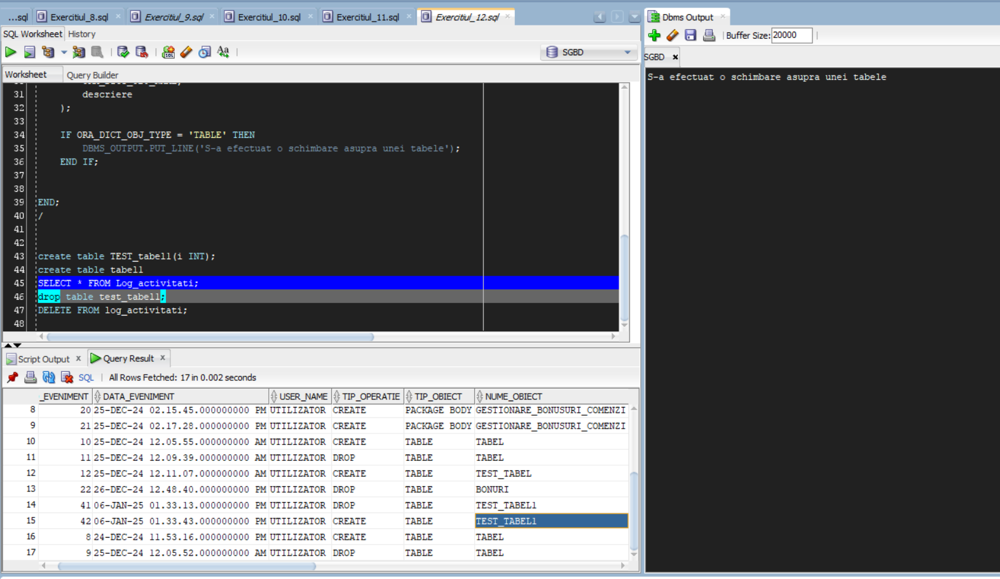 ...sql Exercitiul_8.sql Exercitiul_9.sql Exercitiul_10.sql Exercitiul_11.sql Exercitiul_12.sql
SQL Worksheet History
SGBD
Worksheet Query Builder
31 descriere
32 );
33
34 IF ORA_DICT_OBJ_TYPE = 'TABLE' THEN
35 DBMS_OUTPUT.PUT_LINE('S-a efectuat o schimbare asupra unei tabele');
36 END IF;
37
38
39 END;
40 /
41
42
43 create table TEST_tabel1(i INT);
44 create table tabel1
45 SELECT * FROM Log_activitati;
46 drop table test_tabel1;
47 DELETE FROM log_activitati;
48
Script Output x Query Result x
SQL | All Rows Fetched: 17 in 0.002 seconds
_EVENIMENT DATA_EVENIMENT USER_NAME TIP_OPERATIE TIP_OBJECT NUME_OBJECT
8 20 25-DEC-24 02.15.45.000000000 PM UTILIZATOR CREATE PACKAGE BODY GESTIONARE_BONUSURI_COMENZI
9 21 25-DEC-24 02.17.28.000000000 PM UTILIZATOR CREATE PACKAGE BODY GESTIONARE_BONUSURI_COMENZI
10 10 25-DEC-24 12.05.55.000000000 AM UTILIZATOR CREATE TABLE TABEL
11 11 25-DEC-24 12.09.39.000000000 AM UTILIZATOR DROP TABLE TABEL
12 12 25-DEC-24 12.11.07.000000000 AM UTILIZATOR CREATE TABLE TEST_TABEL
13 22 26-DEC-24 12.48.40.000000000 PM UTILIZATOR DROP TABLE BONURI
14 41 06-JAN-25 01.33.13.000000000 PM UTILIZATOR DROP TABLE TEST_TABEL1
15 42 06-JAN-25 01.33.43.000000000 PM UTILIZATOR CREATE TABLE TEST_TABEL1
16 8 24-DEC-24 11.53.16.000000000 PM UTILIZATOR CREATE TABLE TABEL
17 9 25-DEC-24 12.05.52.000000000 AM UTILIZATOR DROP TABLE TABEL
Dbms Output
Buffer Size: 20000
SGBD x
S-a efectuat o schimbare asupra unei tabele